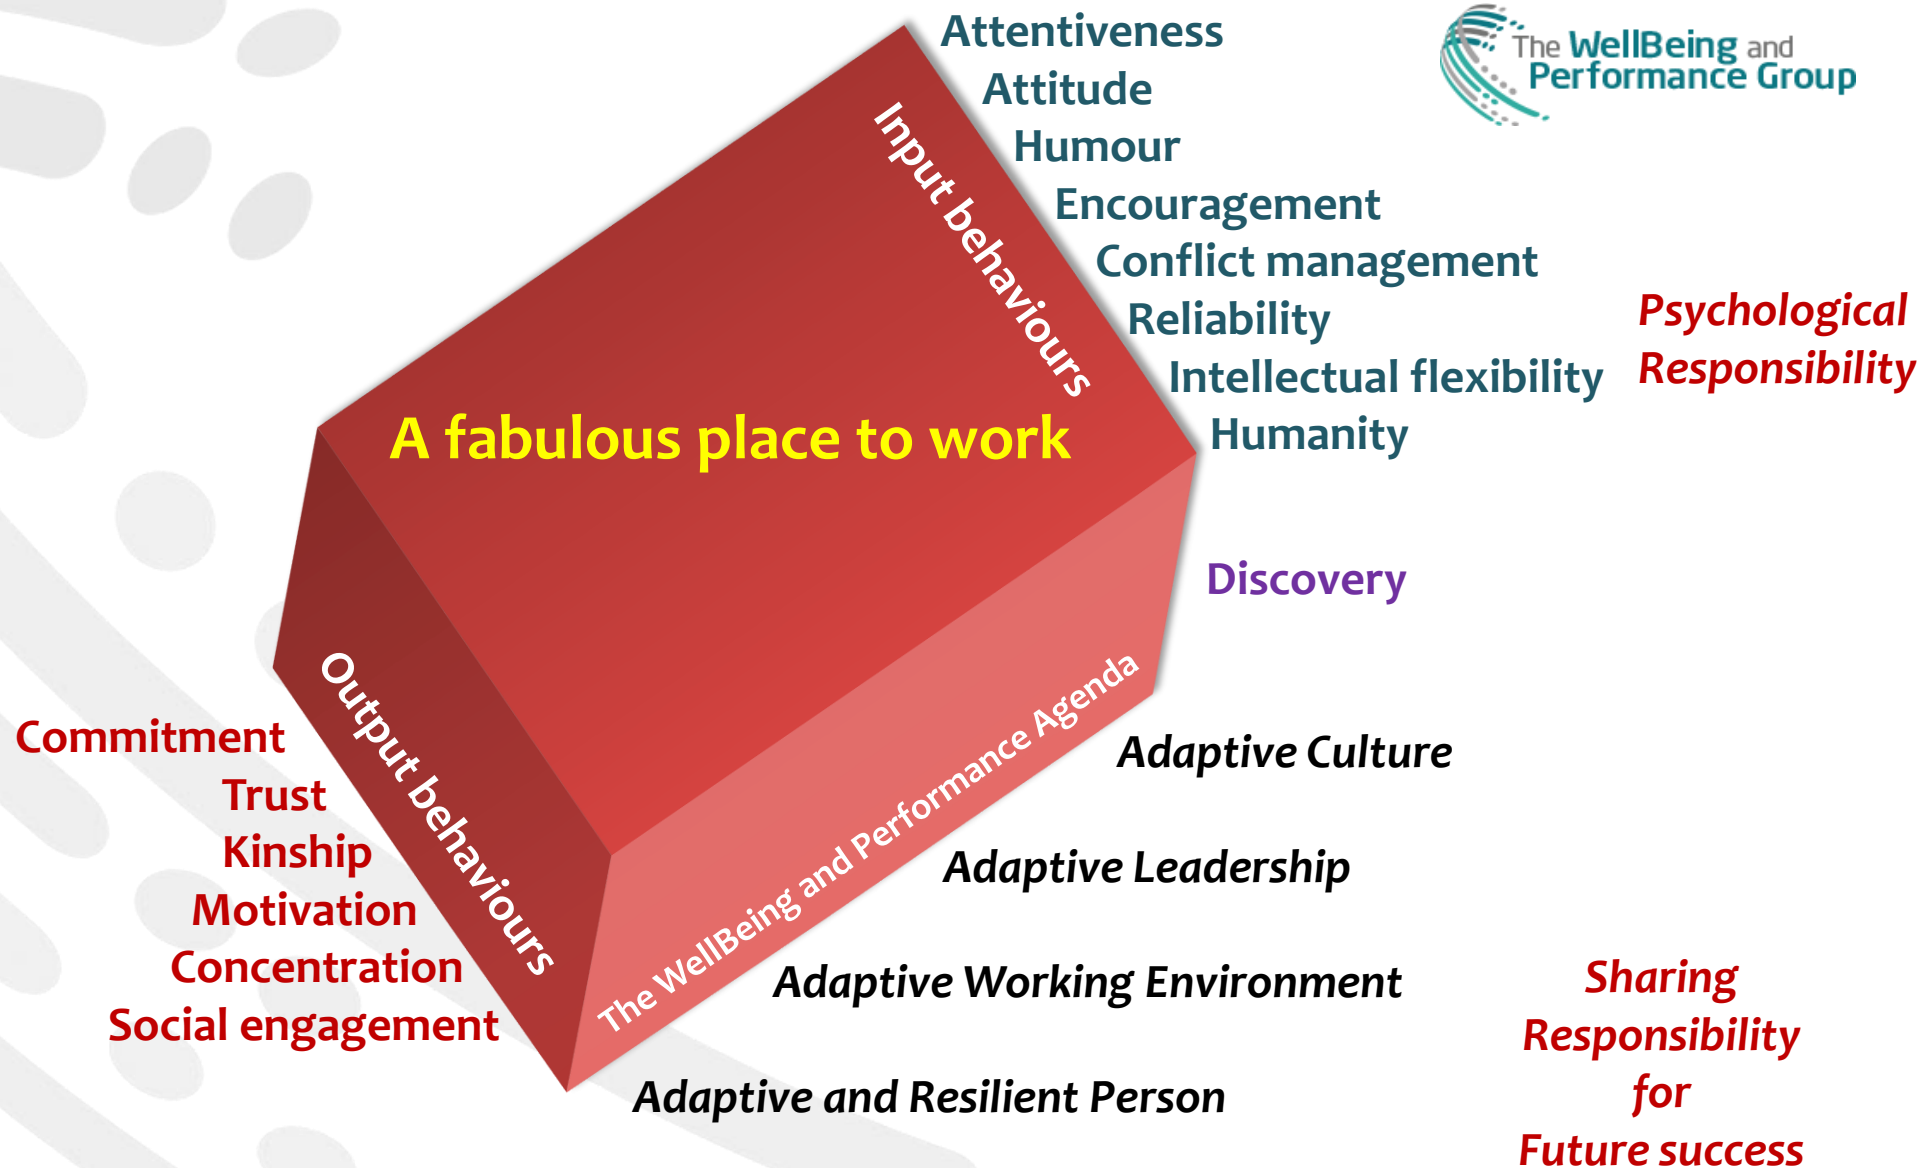 The WellBeing and
Performance Group
Attentiveness
Attitude
Humour
Encouragement
Conflict management
Reliability
Intellectual flexibility
Humanity
Psychological
Responsibility
Input behaviours
A fabulous place to work
Discovery
Output behaviours
Commitment
Trust
Kinship
Motivation
Concentration
Social engagement
The WellBeing and Performance Agenda
Adaptive Culture
Adaptive Leadership
Adaptive Working Environment
Adaptive and Resilient Person
Sharing
Responsibility
for
Future success